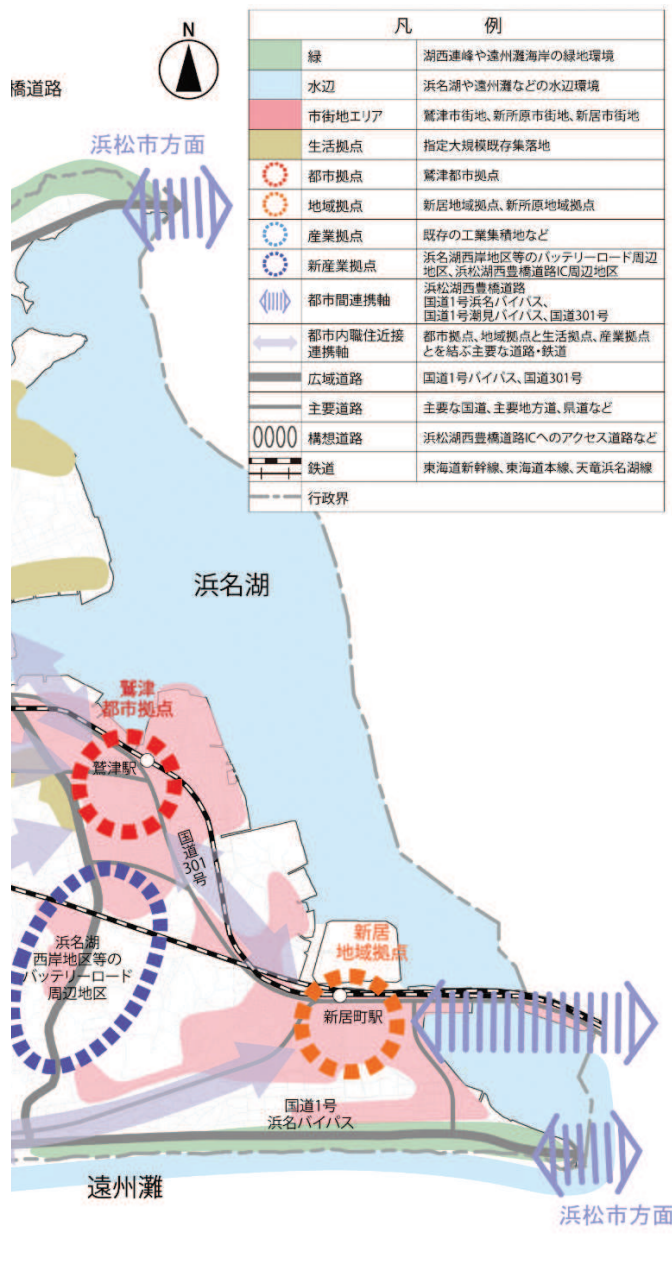 N
橋道路
浜松市方面
凡 例
緑 湖西連峰や遠州灘海岸の緑地環境
水辺 浜名湖や遠州灘などの水辺環境
市街地エリア 鷲津市街地、新所原市街地、新居市街地
生活拠点 指定大規模既存集落地
都市拠点 鷲津都市拠点
地域拠点 新居地域拠点、新所原地域拠点
産業拠点 既存の工業集積地など
新産業拠点 浜名湖西岸地区等のバッテリーロード周辺
地区、浜松湖西豊橋道路IC周辺地区
都市間連携軸 浜松湖西豊橋道路
国道1号浜名バイパス、
国道1号潮見バイパス、国道301号
都市内職住近接
連携軸
都市拠点、地域拠点と生活拠点、産業拠点
とを結ぶ主要な道路・鉄道
広域道路 国道1号バイパス、国道301号
主要道路 主要な国道、主要地方道、県道など
構想道路 浜松湖西豊橋道路ICへのアクセス道路など
鉄道 東海道新幹線、東海道本線、天竜浜名湖線
行政界
浜名湖
鷲津
都市拠点
鷲津駅
国道301号
浜名湖
西岸地区等の
バッテリーロード
周辺地区
新居
地域拠点
新居町駅
国道1号
浜名バイパス
遠州灘
浜松市方面